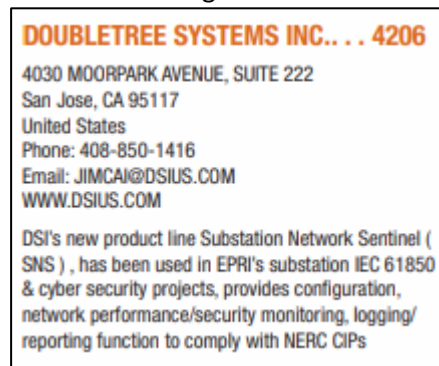 DOUBLETREE SYSTEMS INC.. . . 4206
4030 MOORPARK AVENUE, SUITE 222
San Jose, CA 95117
United States
Phone: 408-850-1416
Email: JIMCAI@DSIUS.COM
WWW.DSIUS.COM
DSI's new product line Substation Network Sentinel (
SNS ) , has been used in EPRI's substation IEC 61850
& cyber security projects, provides configuration,
network performance/security monitoring, logging/
reporting function to comply with NERC CIPs